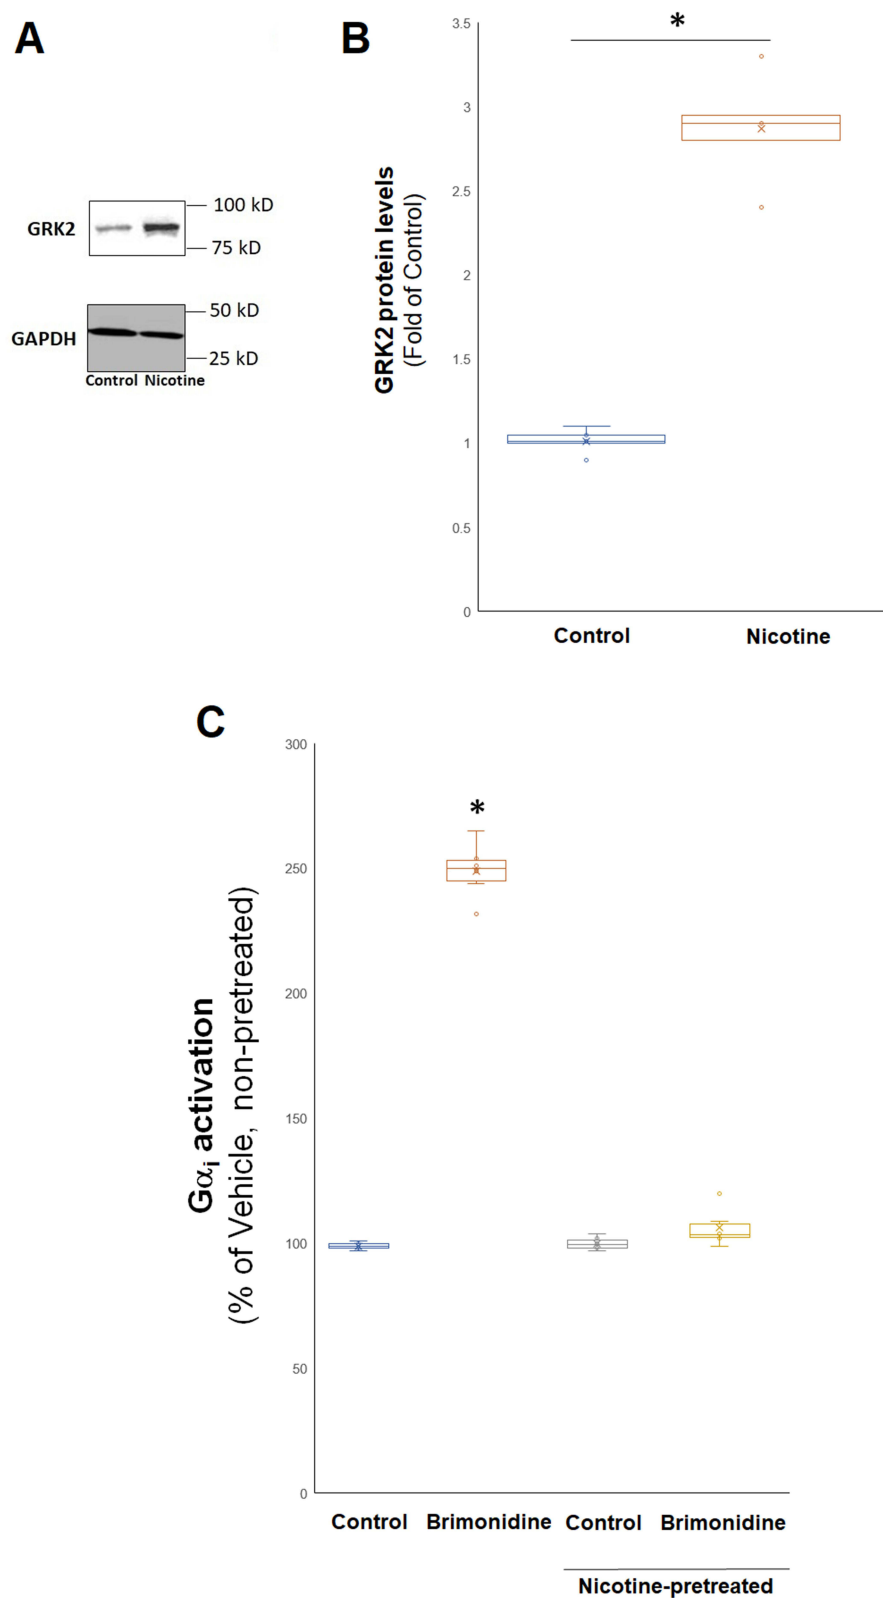 A
GRK2
100 kD
75 kD
GAPDH
50 kD
25 kD
Control Nicotine
B
GRK2 protein levels
(Fold of Control)
3.5
3
2.5
2
1.5
1
0.5
0
*
Control
Nicotine
C
Gαi activation
(% of Vehicle, non-pretreated)
300
250
200
150
100
50
0
*
Control Brimonidine Control Brimonidine
Nicotine-pretreated